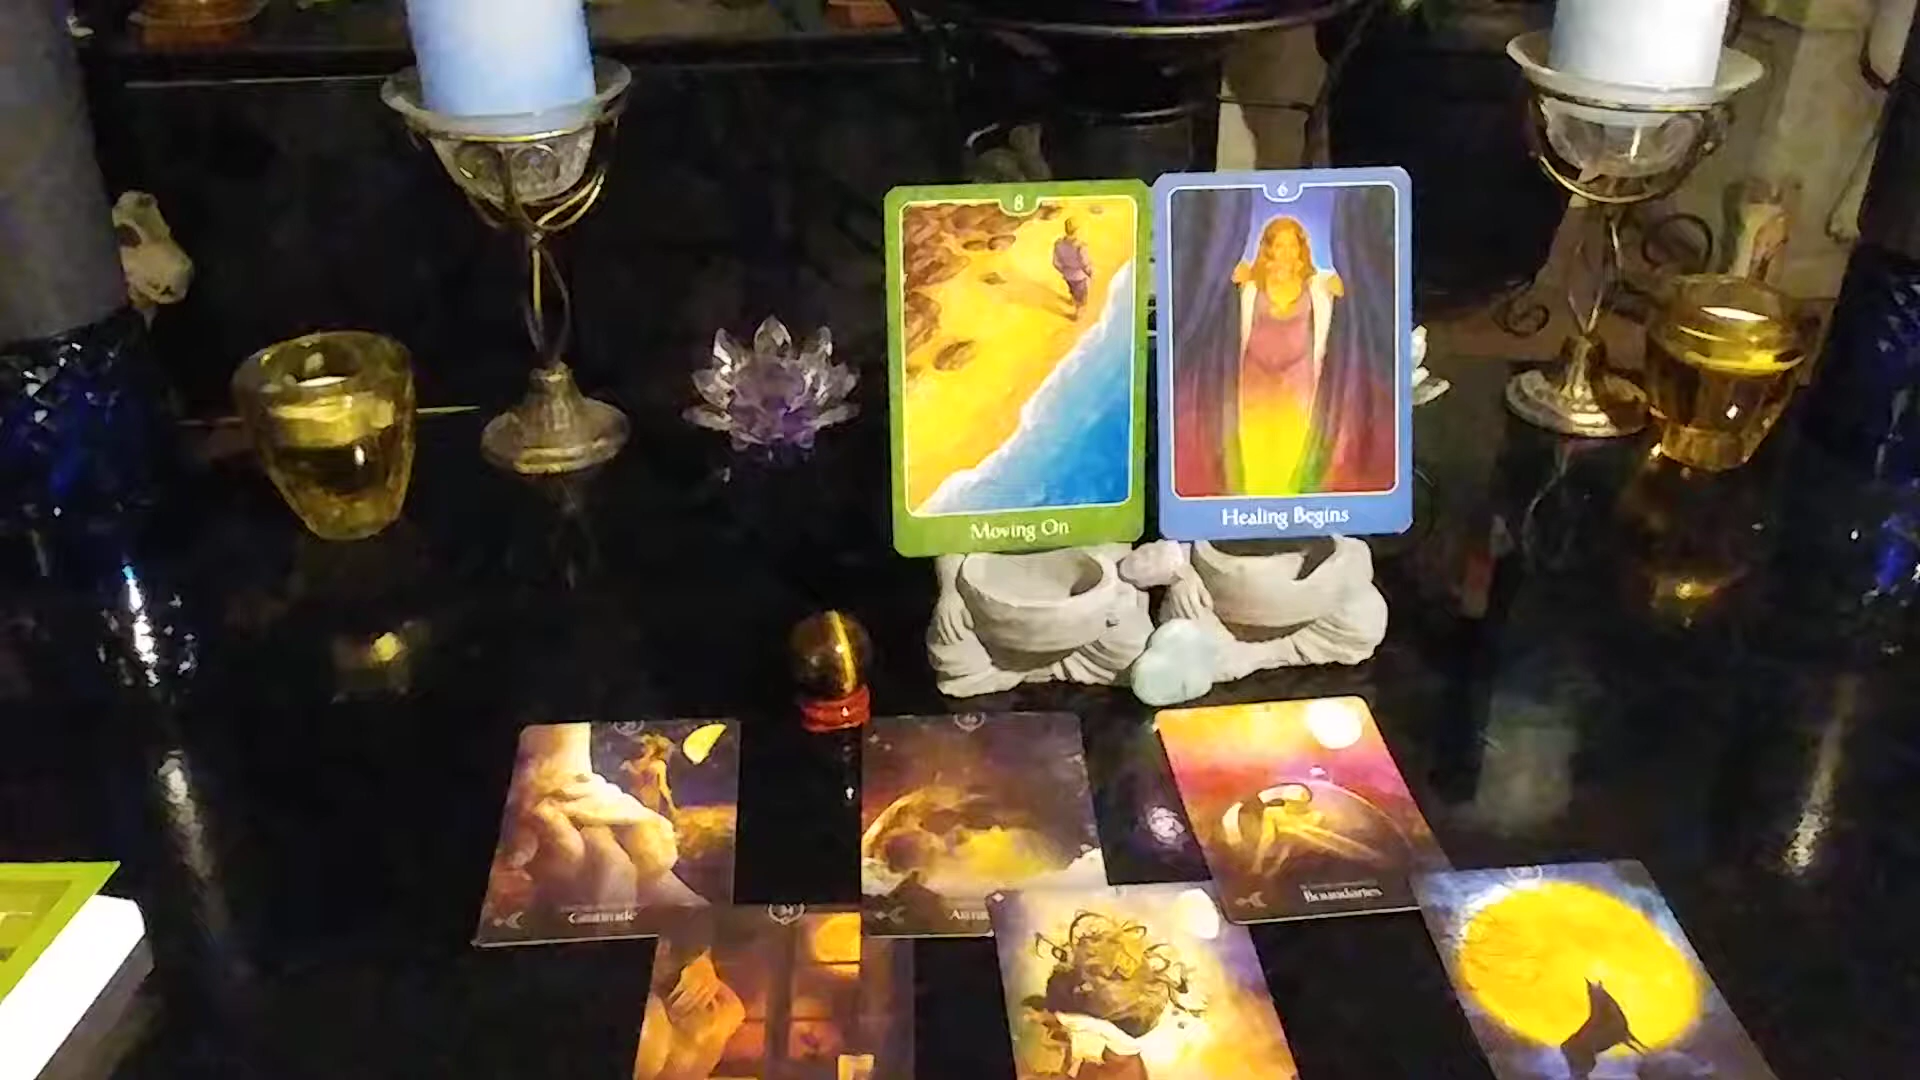 8
Moving On
6
Healing Begins
Gratitude
Boundaries